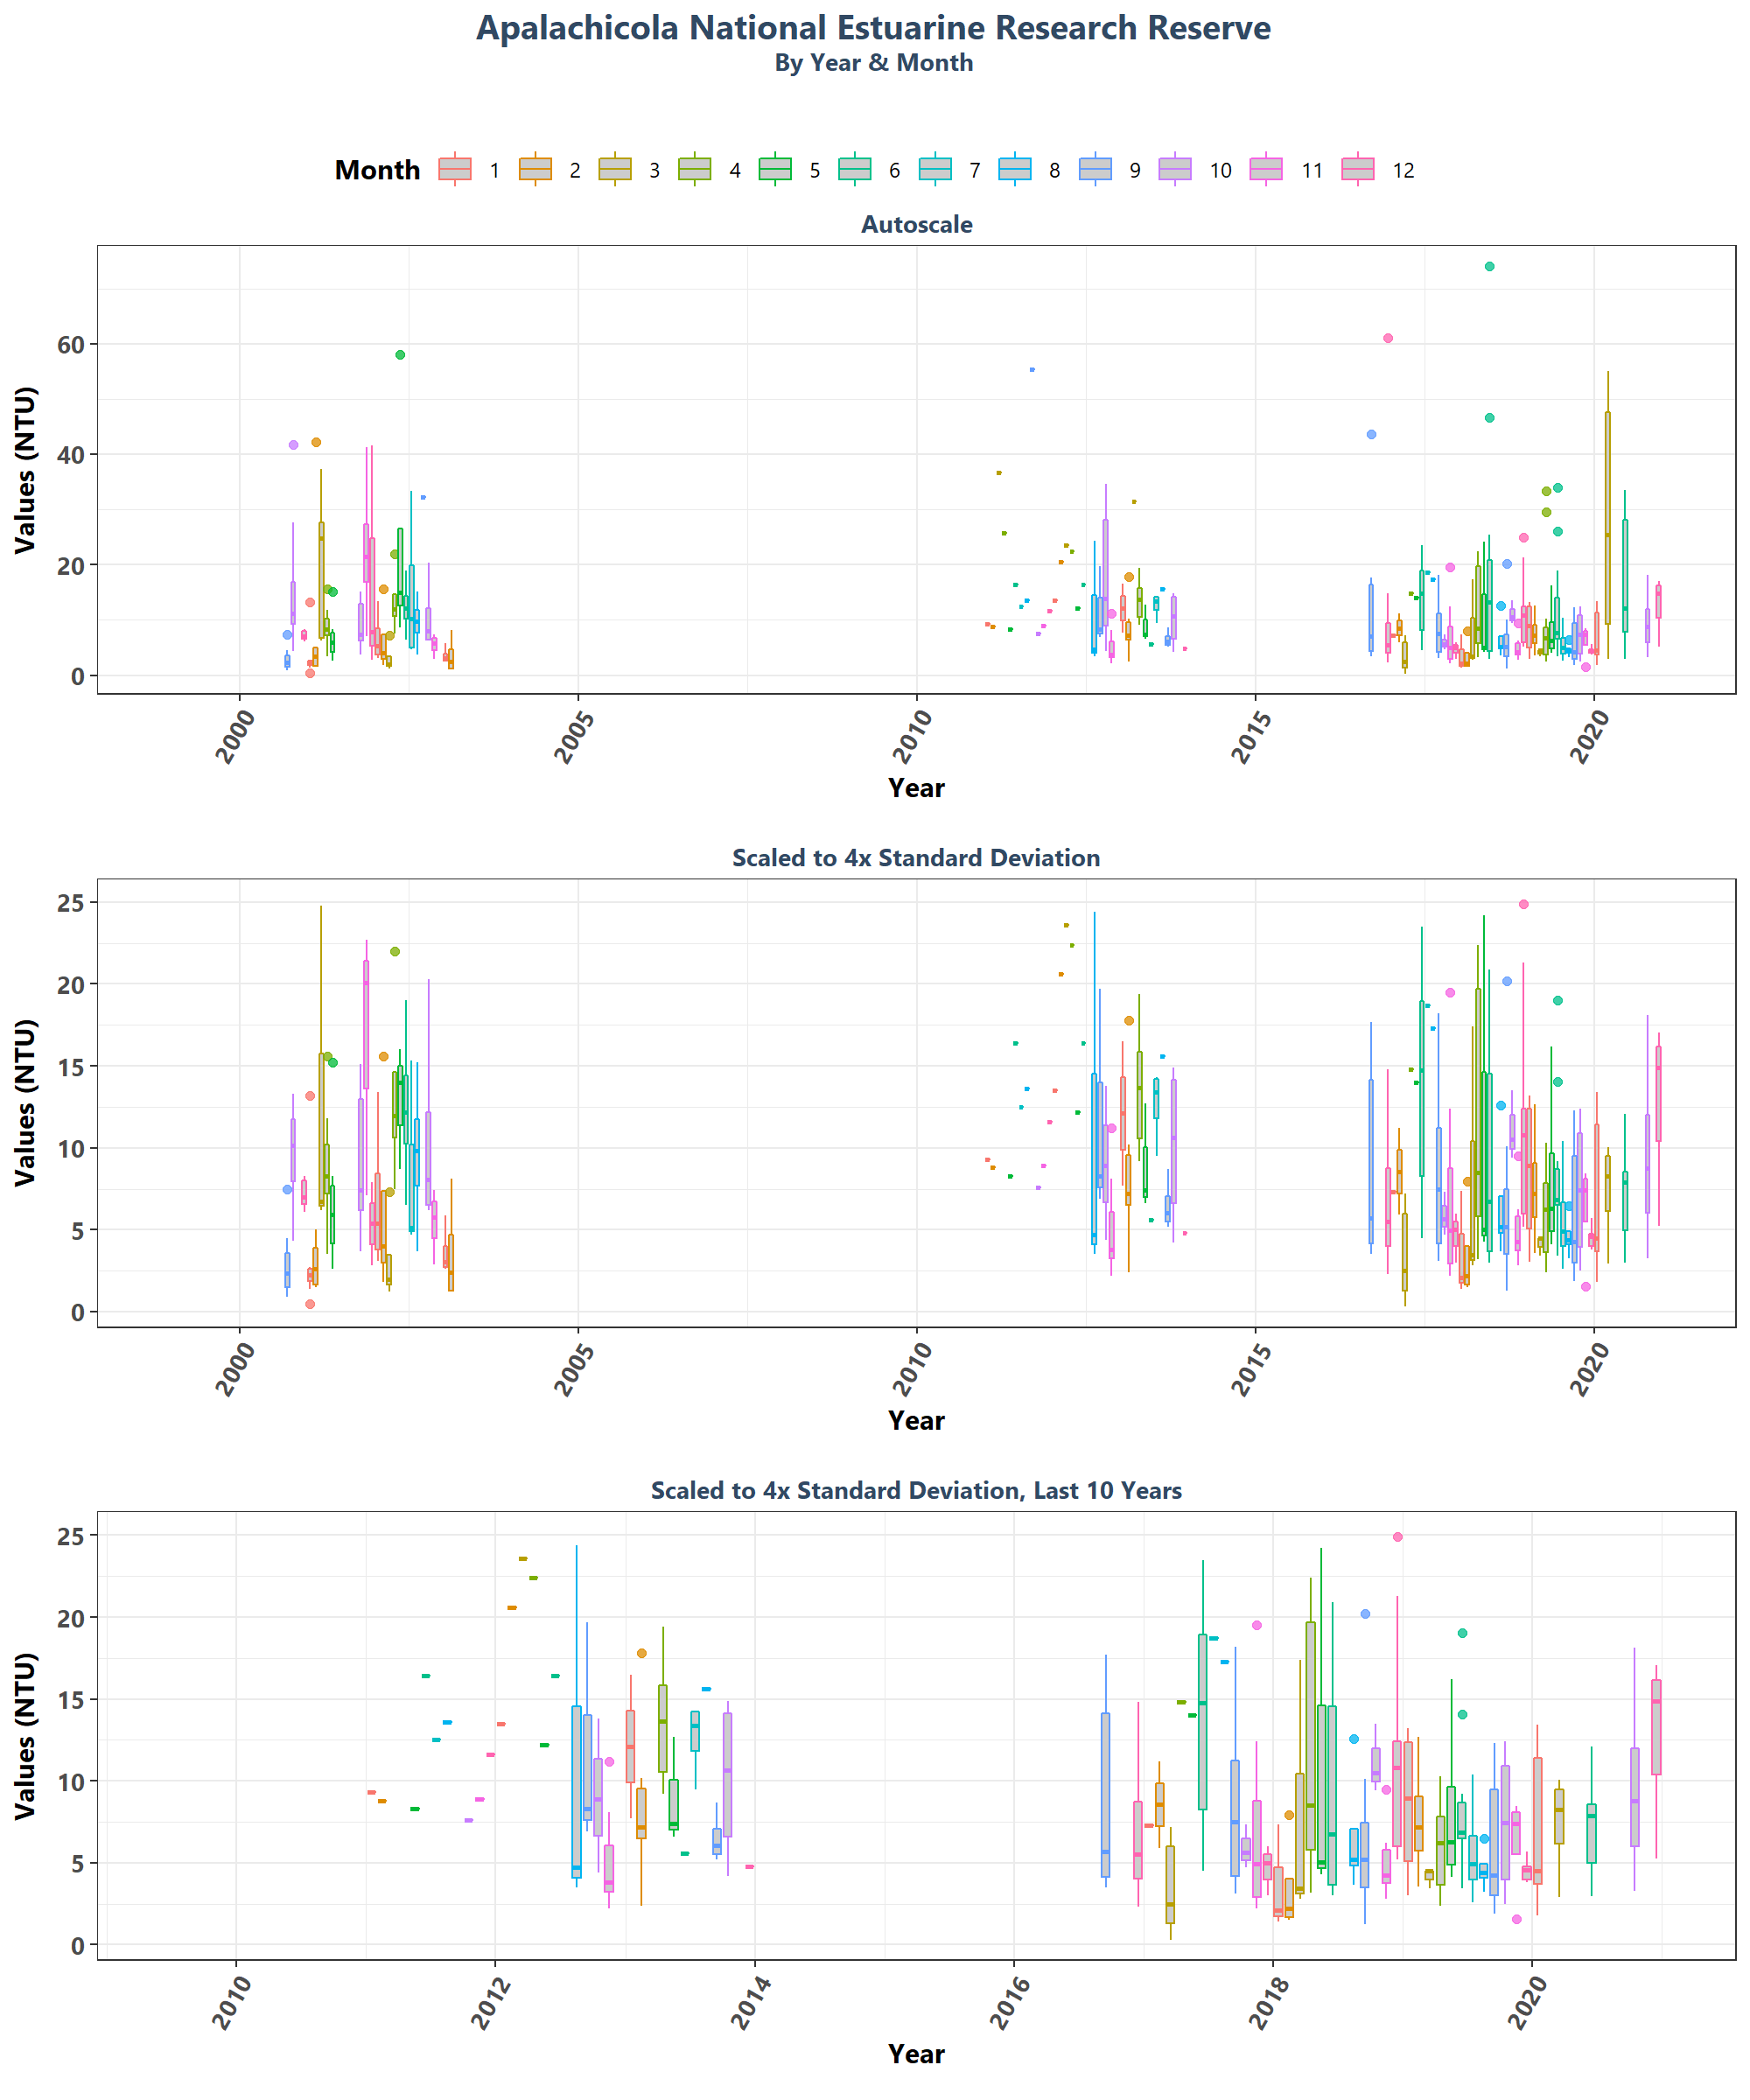 Apalachicola National Estuarine Research Reserve
By Year & Month
Month 1 2 3 4 5 6 7 8 9 10 11 12
Autoscale
Values (NTU)
60
40
20
0
2000 2005 2010 2015 2020
Year
Scaled to 4x Standard Deviation
Values (NTU)
25
20
15
10
5
0
2000 2005 2010 2015 2020
Year
Scaled to 4x Standard Deviation, Last 10 Years
Values (NTU)
25
20
15
10
5
0
2010 2012 2014 2016 2018 2020
Year